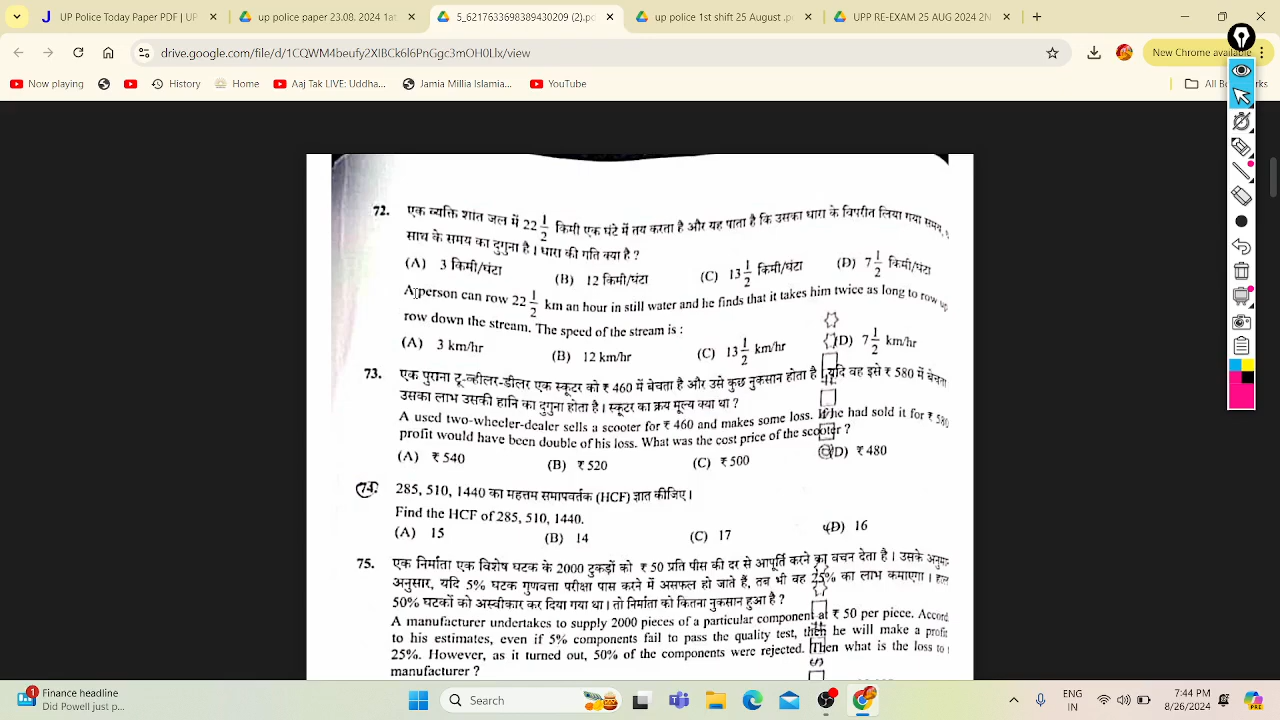 UP Police Today Paper PDF | UP
up police paper 23.08. 2024 1st
5_6217633698389430209 (2).pd
up police 1st shift 25 august .pd
UPP RE-EXAM 25 AUG 2024 2N
drive.google.com/file/d/1CQWM4beufy2XIBCk6l6PnGgc3mOH0Llx/view
New Chrome available
Now playing
History
Home
Aaj Tak LIVE: Uddha...
Jamia Millia Islamia...
YouTube
All Bo
72. एक व्यक्ति शांत जल में 22 1/2 किमी एक घंटे में तय करता है और यह पाता है कि उसका धारा के विपरीत लिया गया समय,
साथ के समय का दुगुना है। धारा की गति क्या है ?
(A) 3 किमी/घंटा (B) 12 किमी/घंटा (C) 13 1/2 किमी/घंटा (D) 7 1/2 किमी/घंटा
A person can row 22 1/2 km an hour in still water and he finds that it takes him twice as long to row up
row down the stream. The speed of the stream is :
(A) 3 km/hr (B) 12 km/hr (C) 13 1/2 km/hr (D) 7 1/2 km/hr
73. एक पुराना टू-व्हीलर-डीलर एक स्कूटर को ₹ 460 में बेचता है और उसे कुछ नुकसान होता है। यदि वह इसे ₹ 580 में बेचता
उसका लाभ उसकी हानि का दुगुना होता है। स्कूटर का क्रय मूल्य क्या था ?
A used two-wheeler-dealer sells a scooter for ₹ 460 and makes some loss. If he had sold it for ₹ 580
profit would have been double of his loss. What was the cost price of the scooter ?
(A) ₹ 540 (B) ₹ 520 (C) ₹ 500 (D) ₹ 480
74. 285, 510, 1440 का महत्तम समापवर्तक (HCF) ज्ञात कीजिए।
Find the HCF of 285, 510, 1440.
(A) 15 (B) 14 (C) 17 (D) 16
75. एक निर्माता एक विशेष घटक के 2000 टुकड़ों को ₹ 50 प्रति पीस की दर से आपूर्ति करने का वचन देता है। उसके अनुमान
अनुसार, यदि 5% घटक गुणवत्ता परीक्षा पास करने में असफल हो जाते हैं, तब भी वह 25% का लाभ कमाएगा।
50% घटकों को अस्वीकार कर दिया गया था। तो निर्माता को कितना नुकसान हुआ है ?
A manufacturer undertakes to supply 2000 pieces of a particular component at ₹ 50 per piece. Accord
to his estimates, even if 5% components fail to pass the quality test, then he will make a profit
25%. However, as it turned out, 50% of the components were rejected. Then what is the loss to
manufacturer ?
1
Finance headline
Did Powell just p...
Search
ENG
IN
7:44 PM
8/26/2024